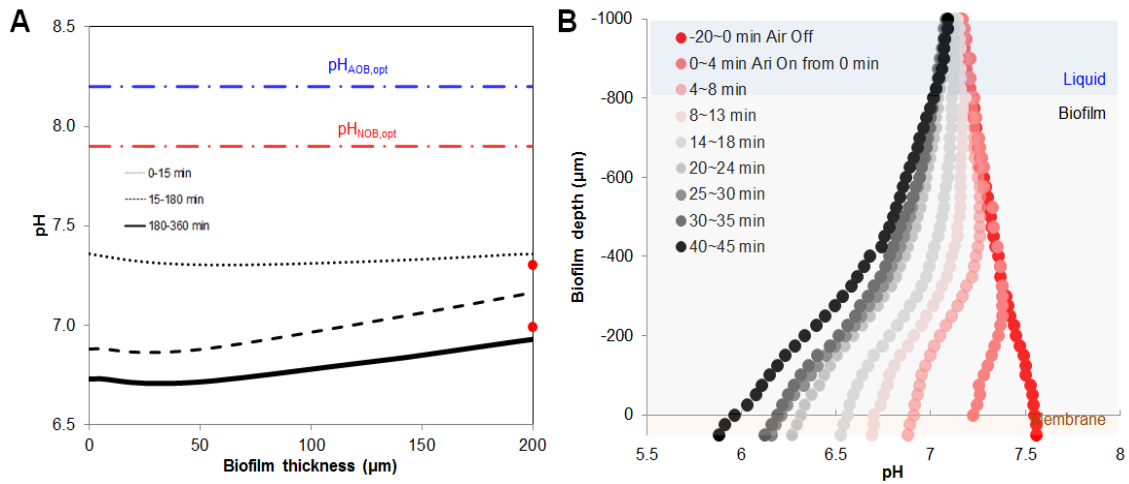 A
8.5
8.0
7.5
7.0
6.5
pH
pHAOB,opt
pHNOB,opt
0-15 min
15-180 min
180-360 min
0
50
100
150
200
Biofilm thickness (µm)
B
-1000
-800
-600
-400
-200
0
Biofilm depth (µm)
-20~0 min Air Off
0~4 min Ari On from 0 min
4~8 min
8~13 min
14~18 min
20~24 min
25~30 min
30~35 min
40~45 min
Liquid
Biofilm
Membrane
5.5
6
6.5
7
7.5
8
pH